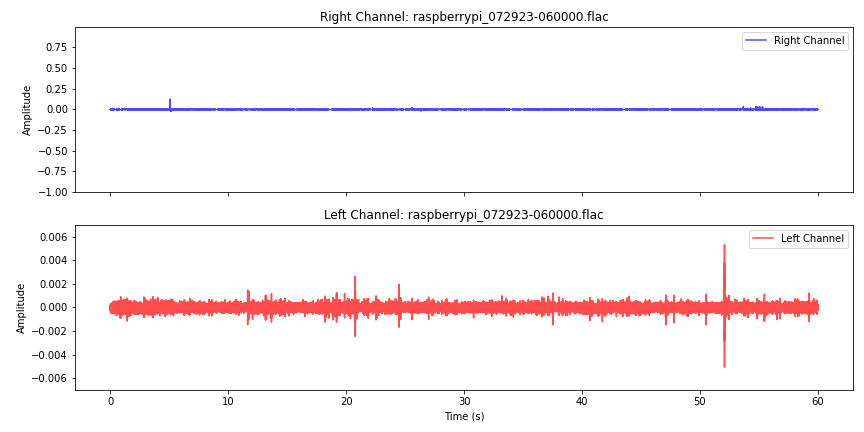 Right Channel: raspberrypi_072923-060000.flac
Right Channel
Amplitude
0.75
0.50
0.25
0.00
−0.25
−0.50
−0.75
−1.00
Left Channel: raspberrypi_072923-060000.flac
Left Channel
Amplitude
0.006
0.004
0.002
0.000
−0.002
−0.004
−0.006
0 10 20 30 40 50 60
Time (s)